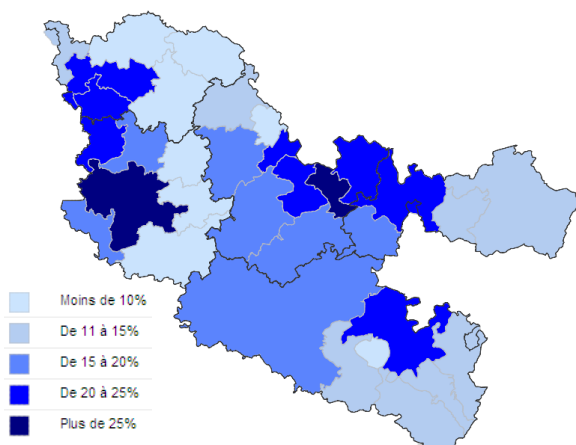 Moins de 10%
De 11 à 15%
De 15 à 20%
De 20 à 25%
Plus de 25%